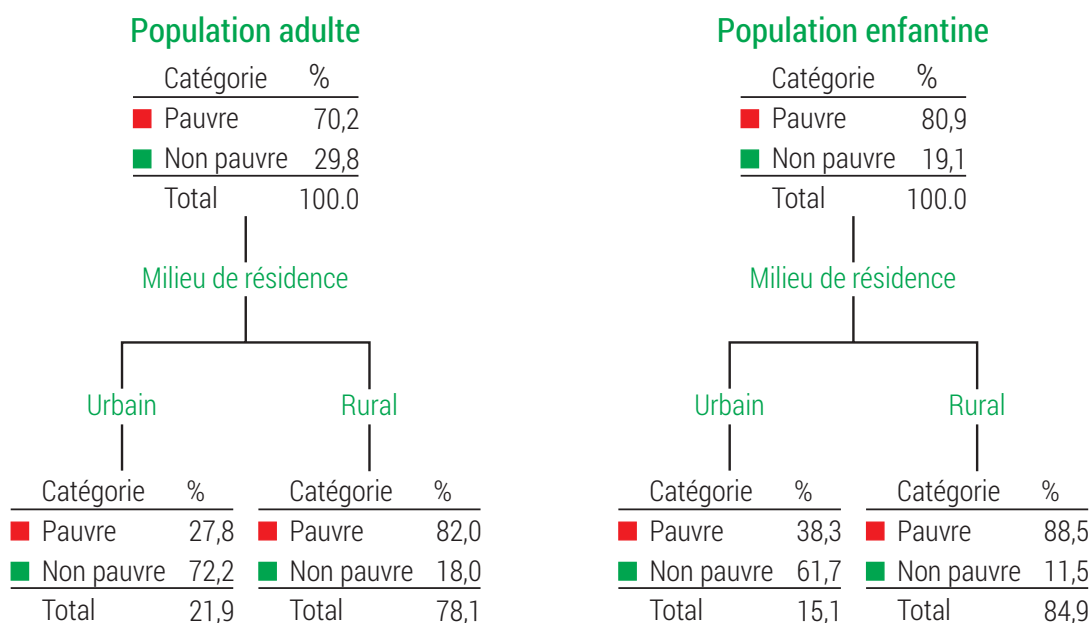 Population adulte
Catégorie %
Pauvre 70,2
Non pauvre 29,8
Total 100.0
Milieu de résidence
Urbain
Catégorie %
Pauvre 27,8
Non pauvre 72,2
Total 21,9
Rural
Catégorie %
Pauvre 82,0
Non pauvre 18,0
Total 78,1
Population enfantine
Catégorie %
Pauvre 80,9
Non pauvre 19,1
Total 100.0
Milieu de résidence
Urbain
Catégorie %
Pauvre 38,3
Non pauvre 61,7
Total 15,1
Rural
Catégorie %
Pauvre 88,5
Non pauvre 11,5
Total 84,9